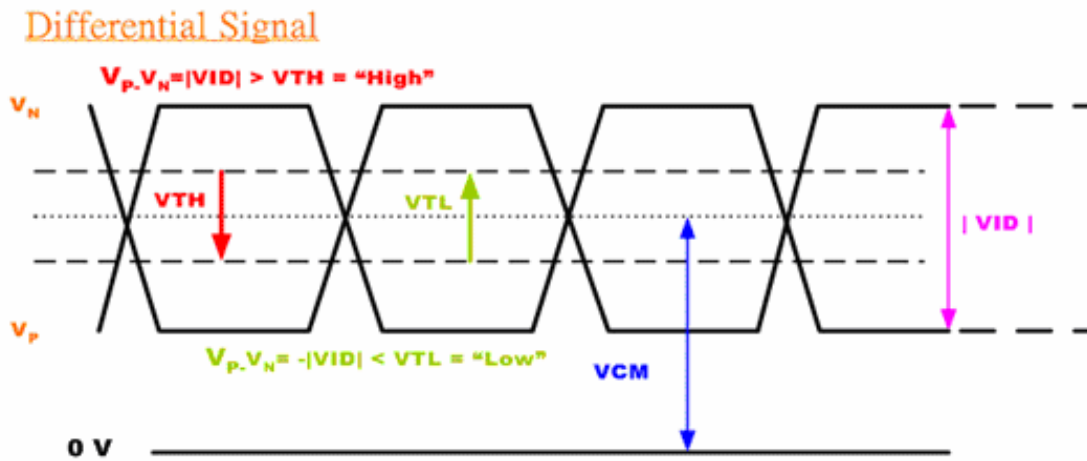 Differential Signal
VP-VN=|VID| > VTH = “High”
VN
VTH
VTL
| VID |
VP
VP-VN= -|VID| < VTL = “Low”
VCM
0 V